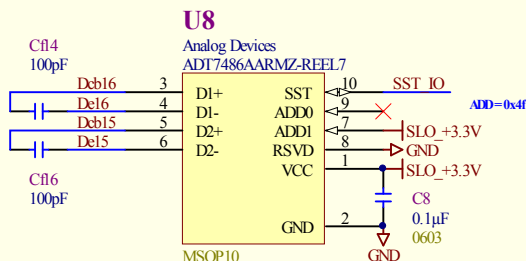 U8
Analog Devices
ADT7486AARMZ-REEL7
Cf14
100pF
Deb16 3 D1+ SST 10 SST_IO
De16 4 D1- ADD0 9
ADD=0x4f
Deb15 5 D2+ ADD1 7 SLO_+3.3V
De15 6 D2- RSVD 8 GND
VCC 1 SLO_+3.3V
Cf16
100pF
C8
0.1µF
0603
GND 2
GND
MSOP10